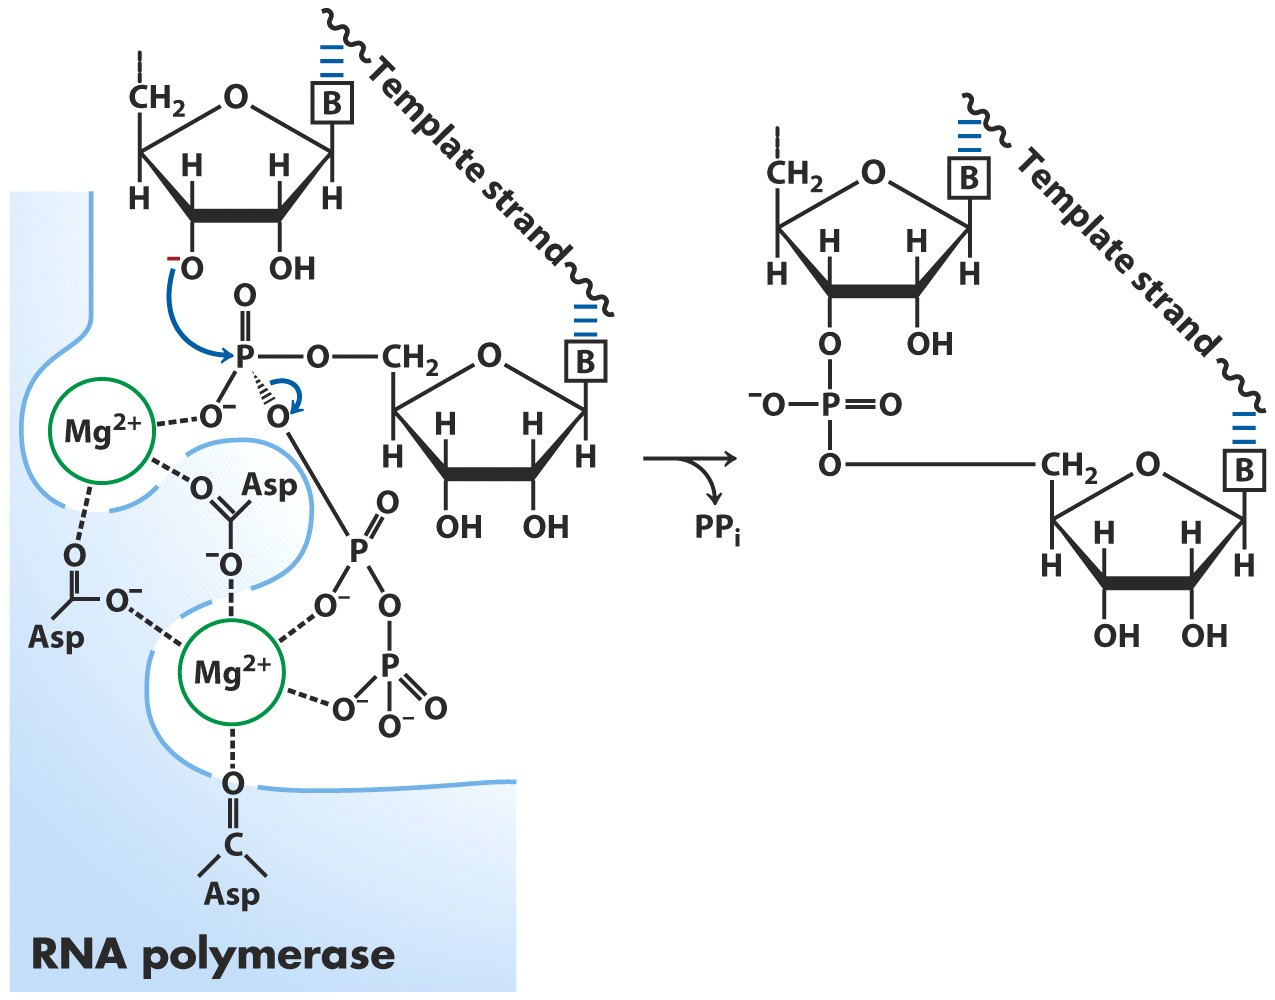 CH2 O B
H H
H H
-O OH
Template strand
O
P O CH2 O B
O- O
H H
H H
OH OH
Mg2+
O Asp
-O
O
O-
Asp
O
P
O- O
Mg2+
P
O- O
O-
O
C
Asp
RNA polymerase
PPi
CH2 O B
H H
H H
O OH
Template strand
-O P O
O CH2 O B
H H
H H
OH OH